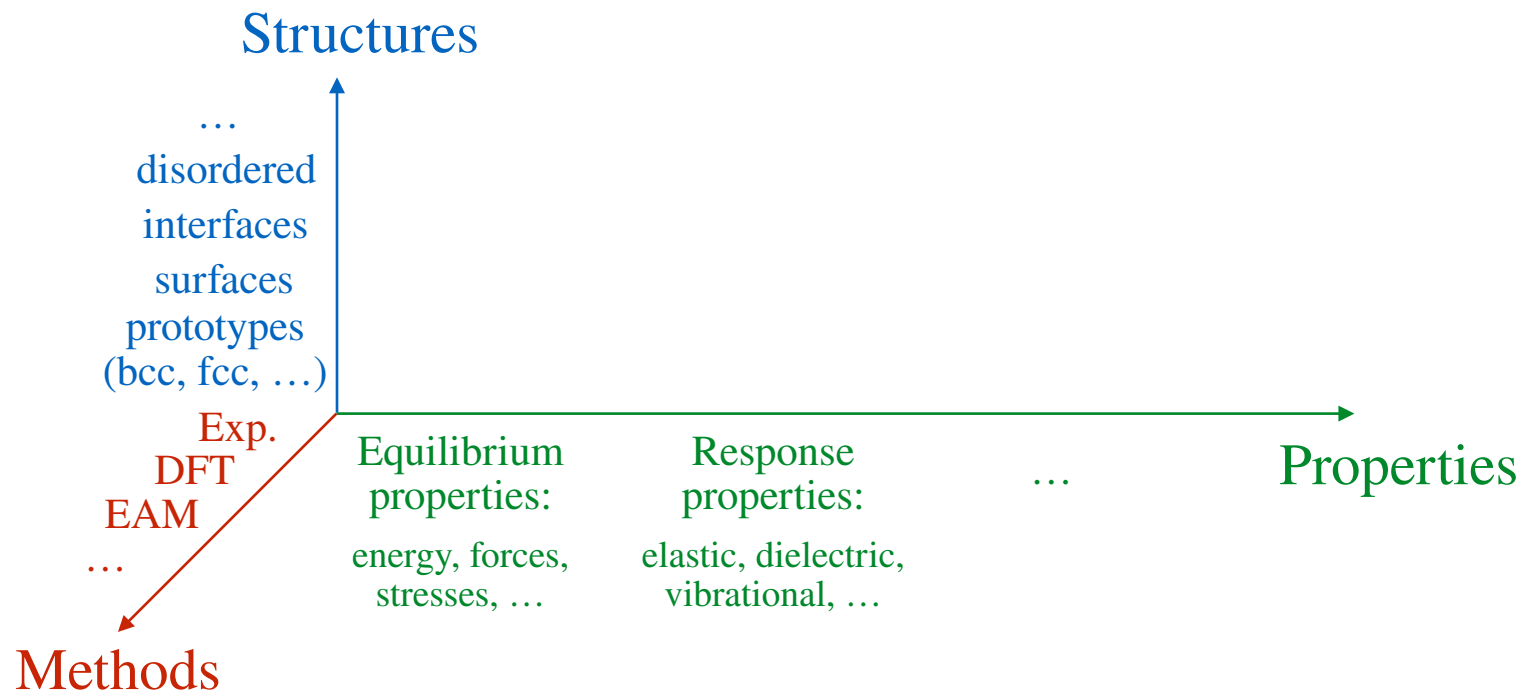 Structures
…
disordered
interfaces
surfaces
prototypes
(bcc, fcc, …)
Exp.
DFT
EAM
…
Methods
Equilibrium
properties:
energy, forces,
stresses, …
Response
properties:
elastic, dielectric,
vibrational, …
…
Properties